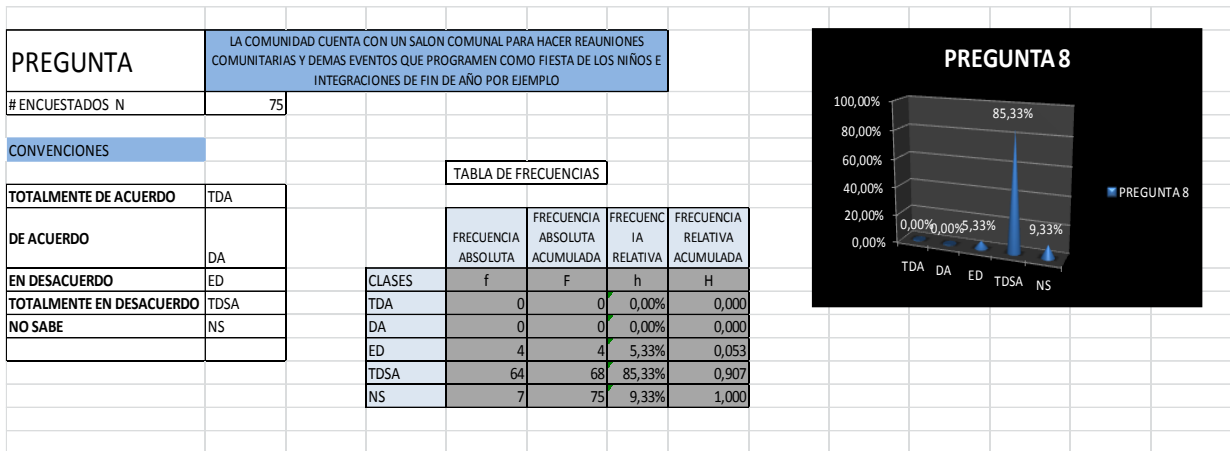 PREGUNTA
LA COMUNIDAD CUENTA CON UN SALON COMUNAL PARA HACER REAUNIONES
COMUNITARIAS Y DEMAS EVENTOS QUE PROGRAMEN COMO FIESTA DE LOS NIÑOS E
INTEGRACIONES DE FIN DE AÑO POR EJEMPLO
# ENCUESTADOS N 75
CONVENCIONES
TOTALMENTE DE ACUERDO TDA
DE ACUERDO DA
EN DESACUERDO ED
TOTALMENTE EN DESACUERDO TDSA
NO SABE NS
TABLA DE FRECUENCIAS
FRECUENCIA
ABSOLUTA
FRECUENCIA
ABSOLUTA
ACUMULADA
FRECUENC
IA
RELATIVA
FRECUENCIA
RELATIVA
ACUMULADA
CLASES f F h H
TDA 0 0 0,00% 0,000
DA 0 0 0,00% 0,000
ED 4 4 5,33% 0,053
TDSA 64 68 85,33% 0,907
NS 7 75 9,33% 1,000
PREGUNTA 8
100,00%
80,00%
60,00%
40,00%
20,00%
0,00%
0,00% 0,00% 5,33% 85,33% 9,33%
TDA DA ED TDSA NS
PREGUNTA 8